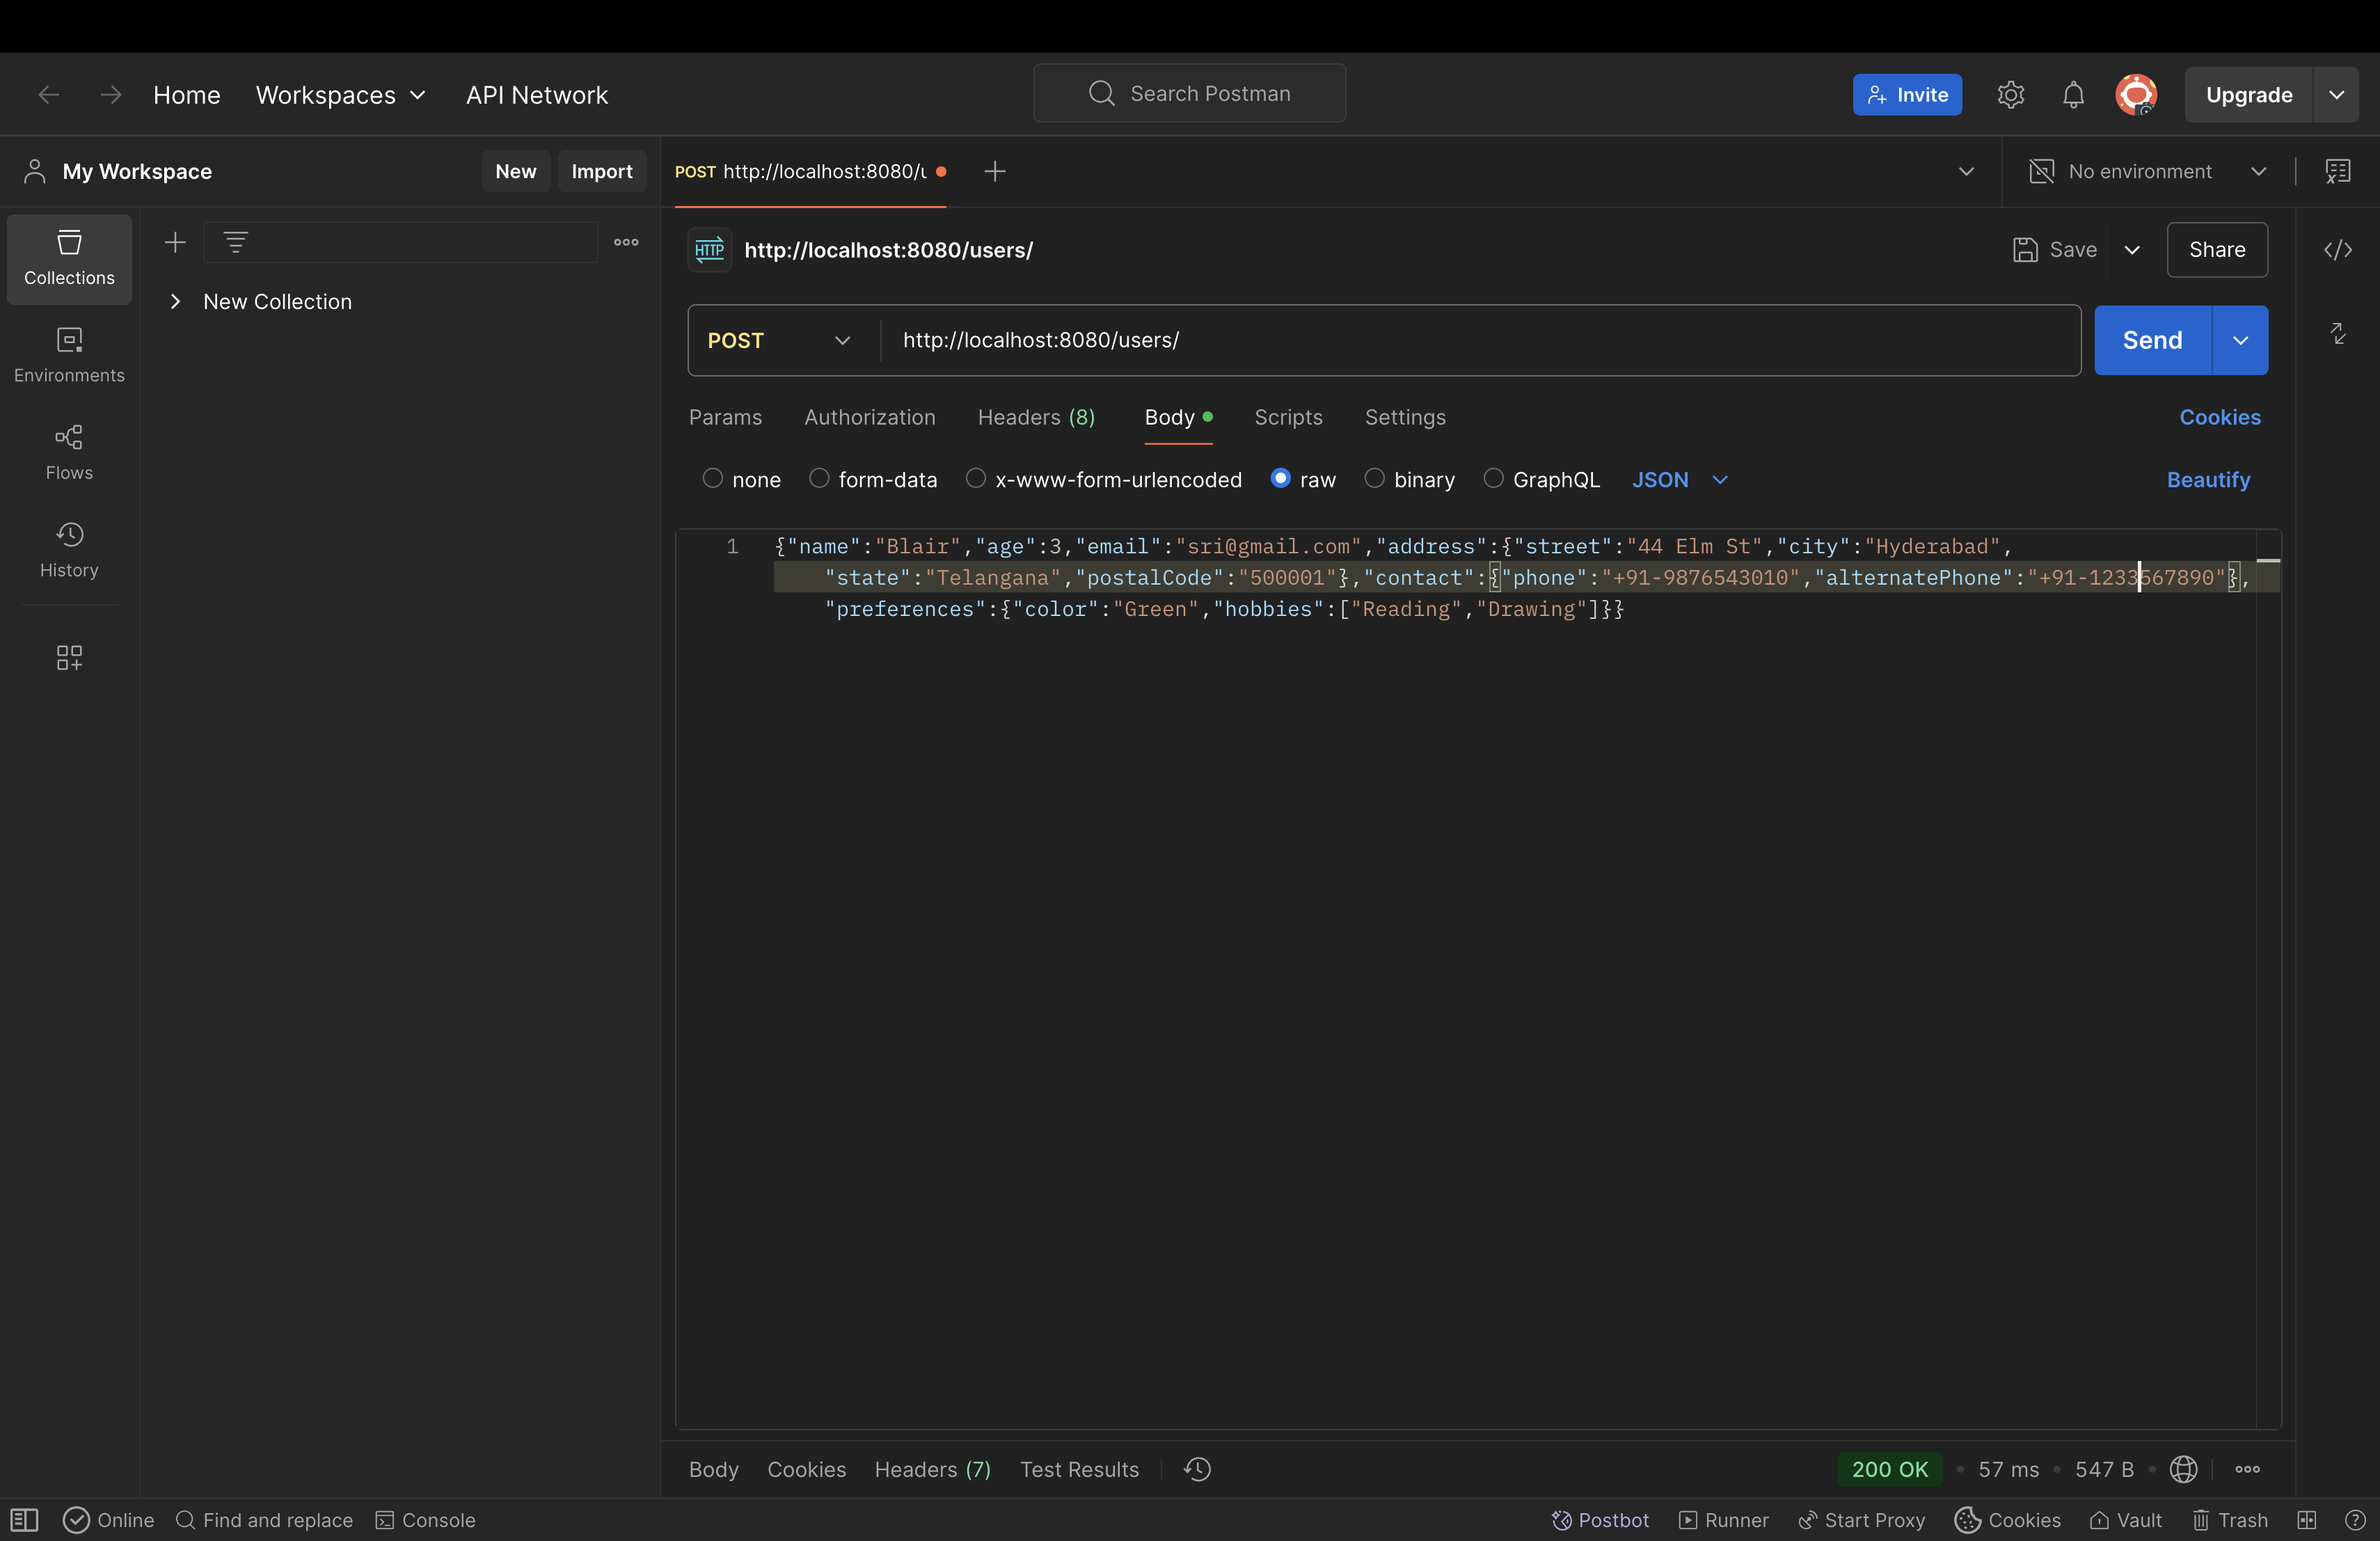 Home Workspaces API Network Search Postman Invite Upgrade
My Workspace New Import POST http://localhost:8080/u No environment
Collections
New Collection
Environments
Flows
History
HTTP http://localhost:8080/users/ Save Share
POST http://localhost:8080/users/ Send
Params Authorization Headers (8) Body Scripts Settings Cookies
none form-data x-www-form-urlencoded raw binary GraphQL JSON Beautify
1 {"name":"Blair","age":3,"email":"sri@gmail.com","address":{"street":"44 Elm St","city":"Hyderabad",
"state":"Telangana","postalCode":"500001"},"contact":{"phone":"+91-9876543010","alternatePhone":"+91-1233567890"},
"preferences":{"color":"Green","hobbies":["Reading","Drawing"]}}
Body Cookies Headers (7) Test Results 200 OK 57 ms 547 B
Online Find and replace Console Postbot Runner Start Proxy Cookies Vault Trash